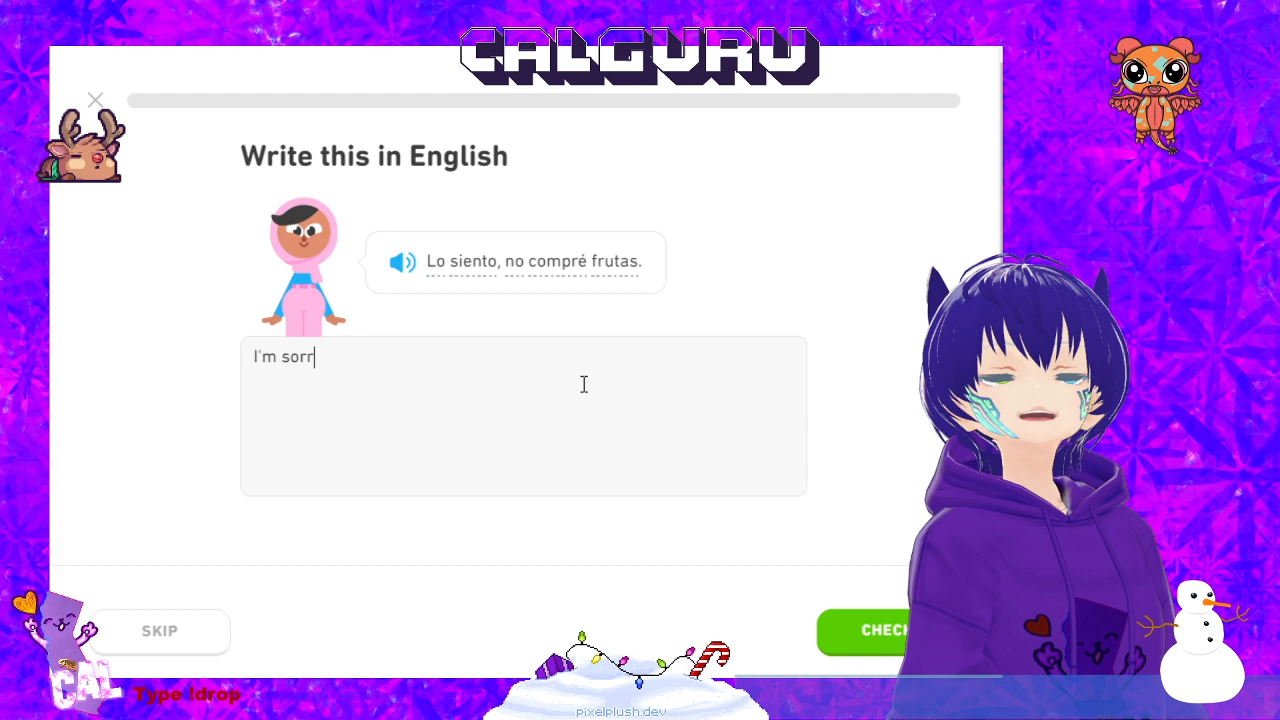 CALGURU
Write this in English
Lo siento, no compré frutas.
I'm sorr
SKIP
CHECK
CAL
Type !drop
pixelplush.dev